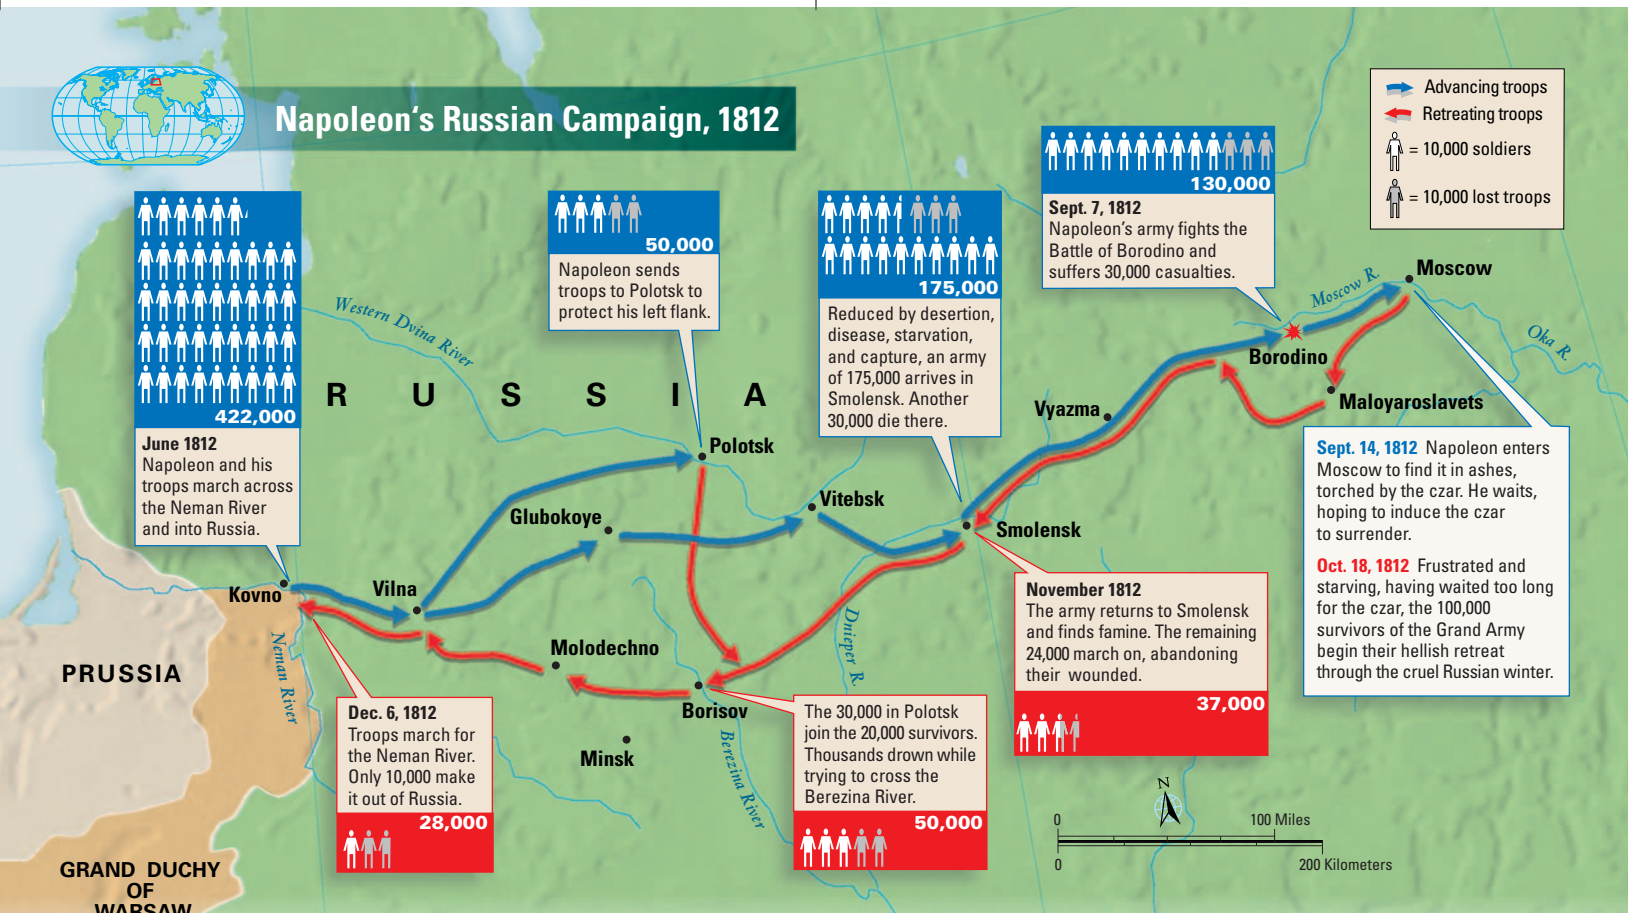 Napoleon‘s Russian Campaign, 1812
Advancing troops
Retreating troops
= 10,000 soldiers
= 10,000 lost troops
422,000
June 1812
Napoleon and his
troops march across
the Neman River
and into Russia.
50,000
Napoleon sends
troops to Polotsk to
protect his left flank.
175,000
Reduced by desertion,
disease, starvation,
and capture, an army
of 175,000 arrives in
Smolensk. Another
30,000 die there.
130,000
Sept. 7, 1812
Napoleon’s army fights the
Battle of Borodino and
suffers 30,000 casualties.
Moscow
Moscow R.
Oka R.
Borodino
Maloyaroslavets
Vyazma
Western Dvina River
RUSSIA
Polotsk
Glubokoye
Vitebsk
Smolensk
Sept. 14, 1812 Napoleon enters
Moscow to find it in ashes,
torched by the czar. He waits,
hoping to induce the czar
to surrender.
Oct. 18, 1812 Frustrated and
starving, having waited too long
for the czar, the 100,000
survivors of the Grand Army
begin their hellish retreat
through the cruel Russian winter.
Kovno
Vilna
Neman River
PRUSSIA
Molodechno
Borisov
Minsk
Berezina River
Dnieper R.
November 1812
The army returns to Smolensk
and finds famine. The remaining
24,000 march on, abandoning
their wounded.
37,000
Dec. 6, 1812
Troops march for
the Neman River.
Only 10,000 make
it out of Russia.
28,000
The 30,000 in Polotsk
join the 20,000 survivors.
Thousands drown while
trying to cross the
Berezina River.
50,000
N
0
100 Miles
0
200 Kilometers
GRAND DUCHY
OF
WARSAW